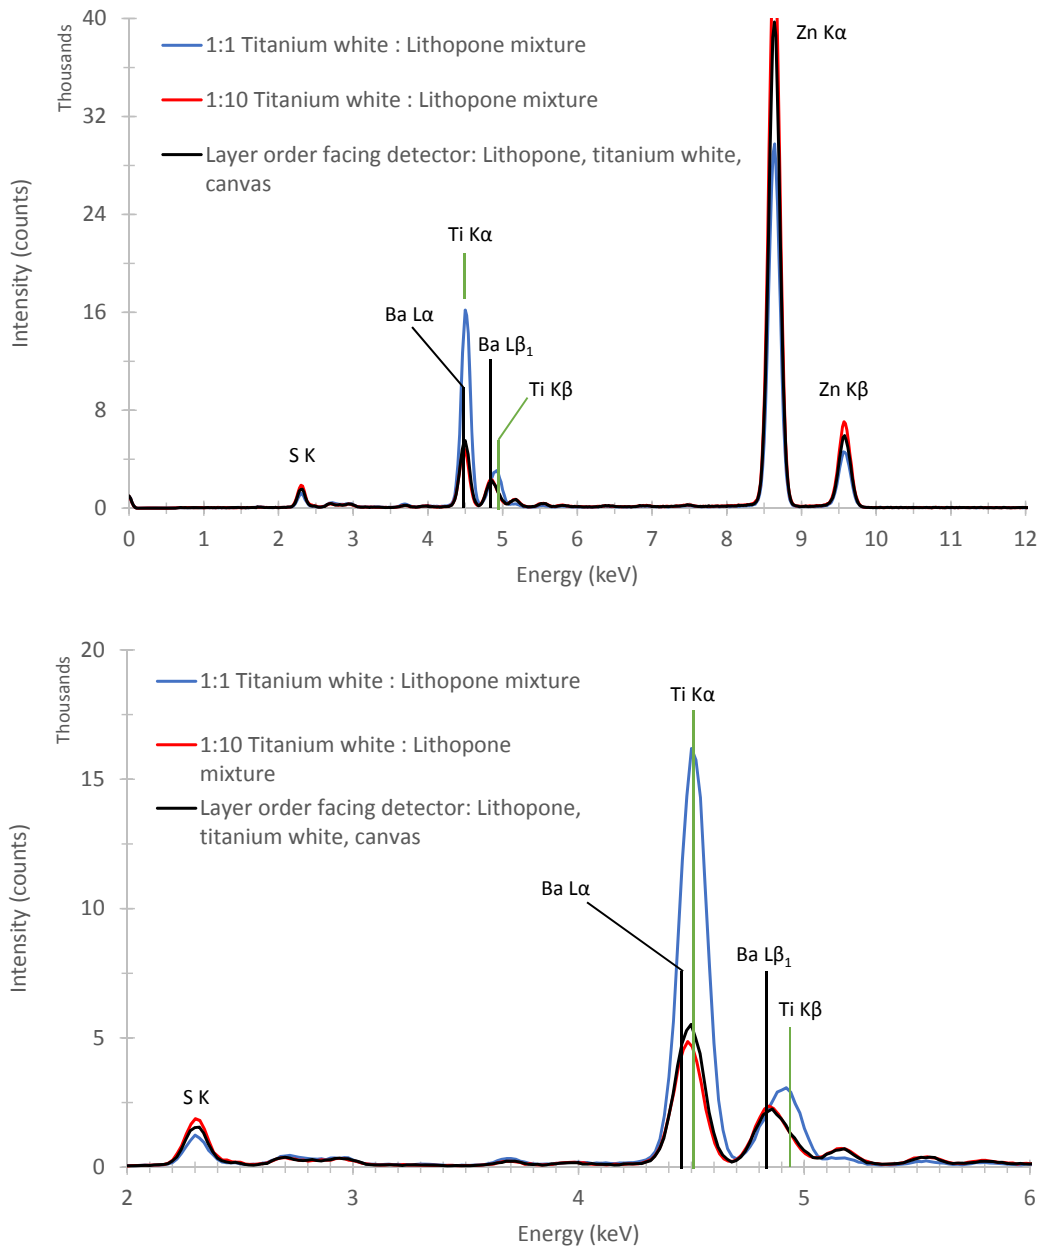 Thousands
Intensity (counts)
40
32
24
16
8
0
1:1 Titanium white : Lithopone mixture
1:10 Titanium white : Lithopone mixture
Layer order facing detector: Lithopone, titanium white,
canvas
Zn Kα
Ti Kα
Ba Lα
Ba Lβ1
Ti Kβ
Zn Kβ
S K
0 1 2 3 4 5 6 7 8 9 10 11 12
Energy (keV)
Thousands
Intensity (counts)
20
15
10
5
0
1:1 Titanium white : Lithopone mixture
1:10 Titanium white : Lithopone
mixture
Layer order facing detector: Lithopone,
titanium white, canvas
Ti Kα
Ba Lα
Ba Lβ1
Ti Kβ
S K
2 3 4 5 6
Energy (keV)